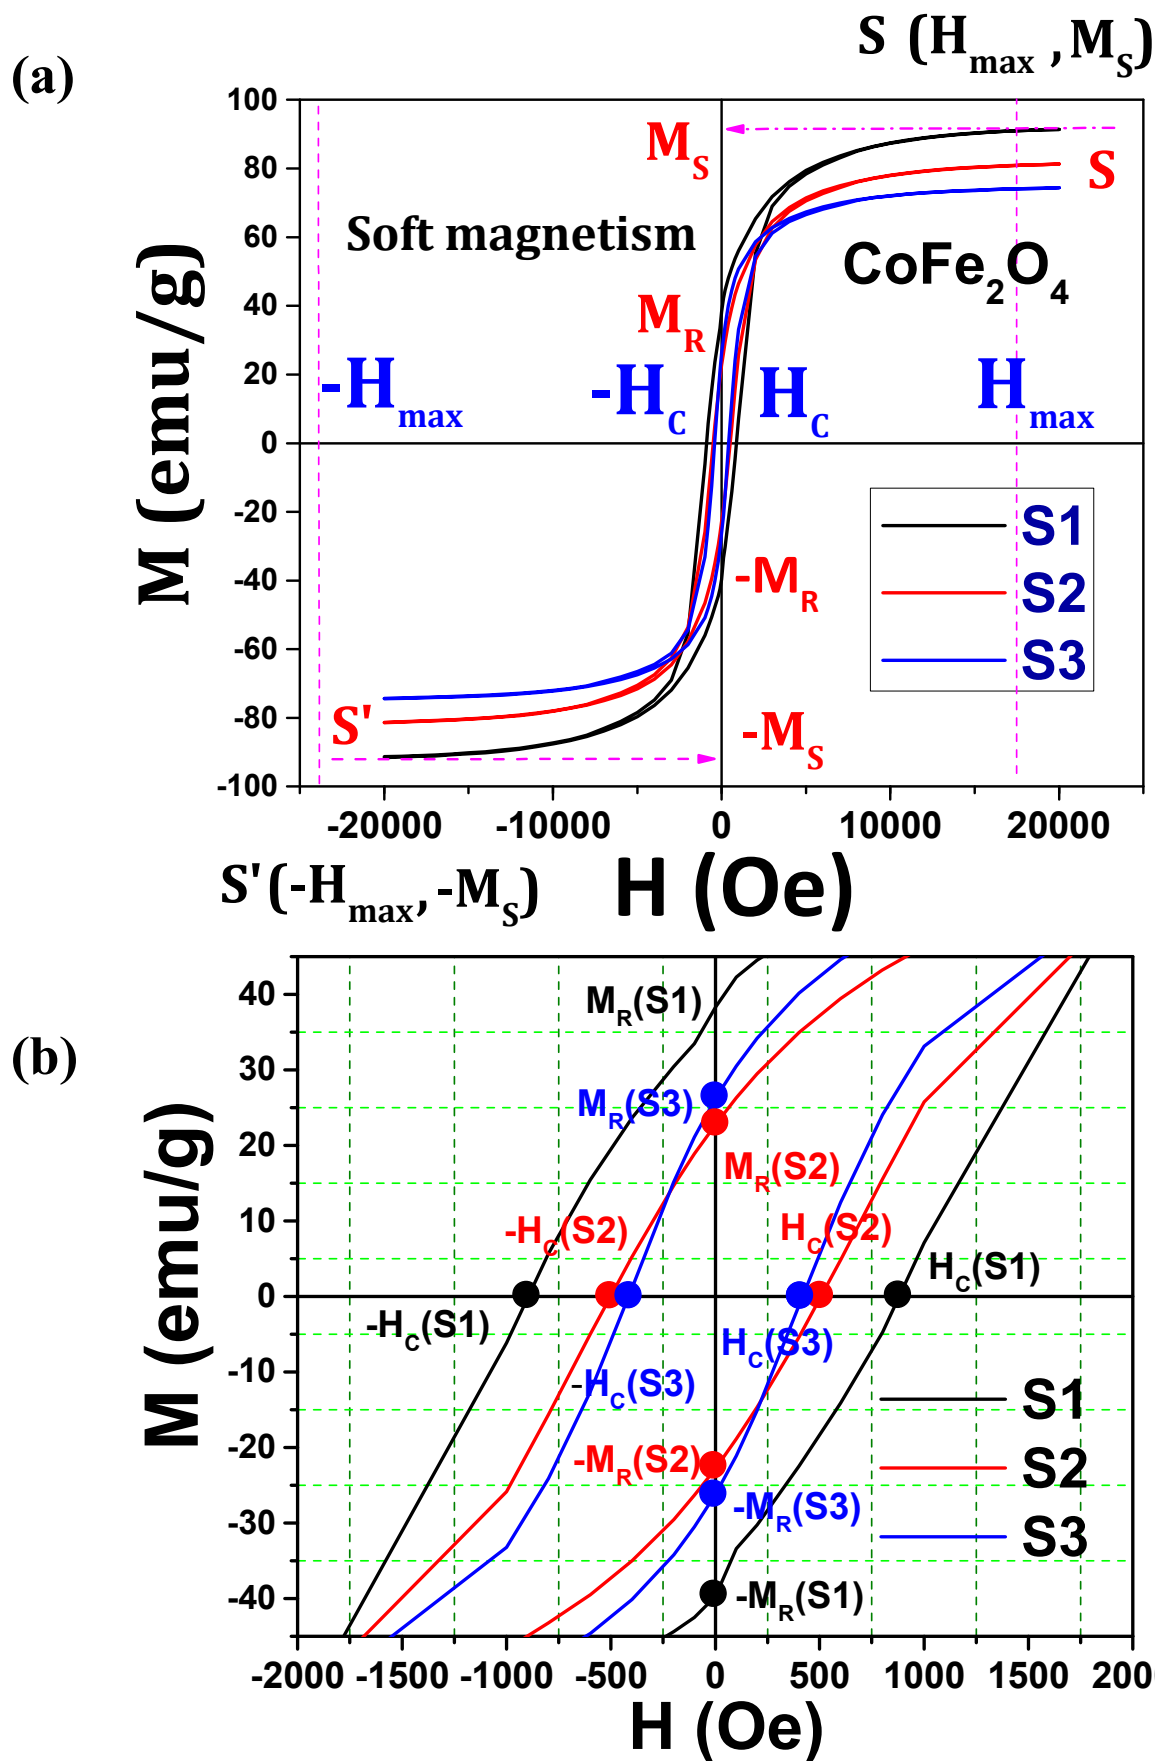 S (Hmax , MS)
(a)
100
80
60
40
20
0
-20
-40
-60
-80
-100
M (emu/g)
MS
S
Soft magnetism
CoFe2O4
MR
-Hmax
-HC
HC
Hmax
S1
S2
S3
-MR
S'
-MS
-20000 -10000 0 10000 20000
S'(-Hmax, -MS)
H (Oe)
(b)
40
30
20
10
0
-10
-20
-30
-40
M (emu/g)
MR(S1)
MR(S3)
MR(S2)
-HC(S2)
HC(S2)
HC(S1)
-HC(S1)
HC(S3)
-HC(S3)
S1
S2
S3
-MR(S2)
-MR(S3)
-MR(S1)
-2000 -1500 -1000 -500 0 500 1000 1500 200
H (Oe)